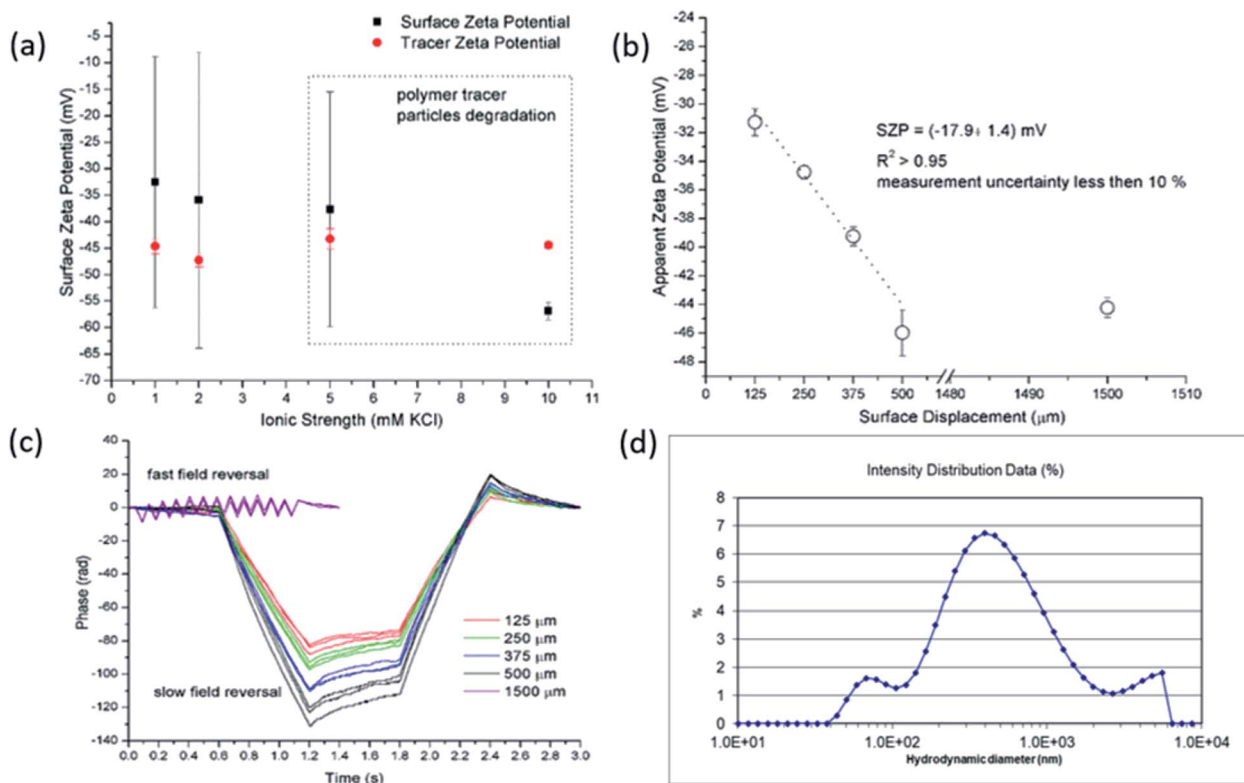 (a)
Surface Zeta Potential
Tracer Zeta Potential
polymer tracer
particles degradation
Surface Zeta Potential (mV)
-5
-10
-15
-20
-25
-30
-35
-40
-45
-50
-55
-60
-65
-70
0 1 2 3 4 5 6 7 8 9 10 11
Ionic Strength (mM KCl)
(b)
Apparent Zeta Potential (mV)
-24
-26
-28
-30
-32
-34
-36
-38
-40
-42
-44
-46
-48
SZP = (-17.9± 1.4) mV
R² > 0.95
measurement uncertainty less then 10 %
0 125 250 375 500 1480 1490 1500 1510
Surface Displacement (μm)
(c)
Phase (rad)
40
20
0
-20
-40
-60
-80
-100
-120
-140
fast field reversal
slow field reversal
125 μm
250 μm
375 μm
500 μm
1500 μm
0.0 0.2 0.4 0.6 0.8 1.0 1.2 1.4 1.6 1.8 2.0 2.2 2.4 2.6 2.8 3.0
Time (s)
(d)
Intensity Distribution Data (%)
%
8
7
6
5
4
3
2
1
0
1.0E+01 1.0E+02 1.0E+03 1.0E+04
Hydrodynamic diameter (nm)